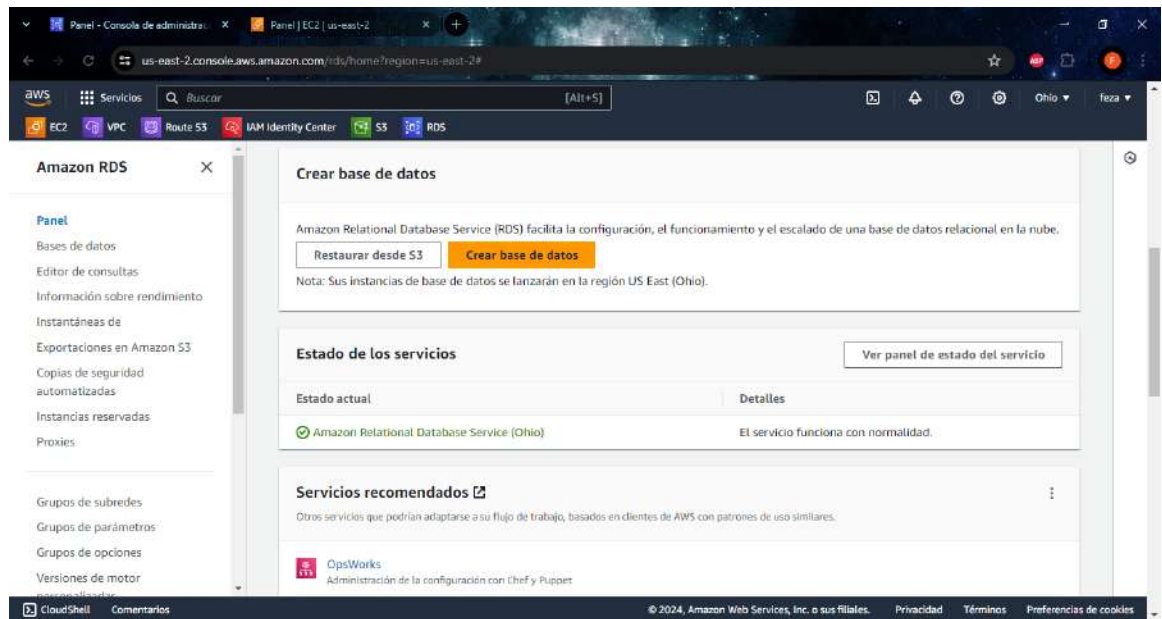 Panel - Consola de administrac
Panel | EC2 | us-east-2
us-east-2.console.aws.amazon.com/rds/home?region=us-east-2#
ABP
F
aws
Servicios
Buscar
[Alt+S]
Ohio
feza
EC2
VPC
Route 53
IAM Identity Center
S3
RDS
Amazon RDS
Panel
Bases de datos
Editor de consultas
Información sobre rendimiento
Instantáneas de
Exportaciones en Amazon S3
Copias de seguridad
automatizadas
Instancias reservadas
Proxies
Grupos de subredes
Grupos de parámetros
Grupos de opciones
Versiones de motor
personalizadas
Crear base de datos
Amazon Relational Database Service (RDS) facilita la configuración, el funcionamiento y el escalado de una base de datos relacional en la nube.
Restaurar desde S3
Crear base de datos
Nota: Sus instancias de base de datos se lanzarán en la región US East (Ohio).
Estado de los servicios
Ver panel de estado del servicio
Estado actual
Detalles
Amazon Relational Database Service (Ohio)
El servicio funciona con normalidad.
Servicios recomendados
Otros servicios que podrían adaptarse a su flujo de trabajo, basados en clientes de AWS con patrones de uso similares.
OpsWorks
Administración de la configuración con Chef y Puppet
CloudShell
Comentarios
© 2024, Amazon Web Services, Inc. o sus filiales.
Privacidad
Términos
Preferencias de cookies